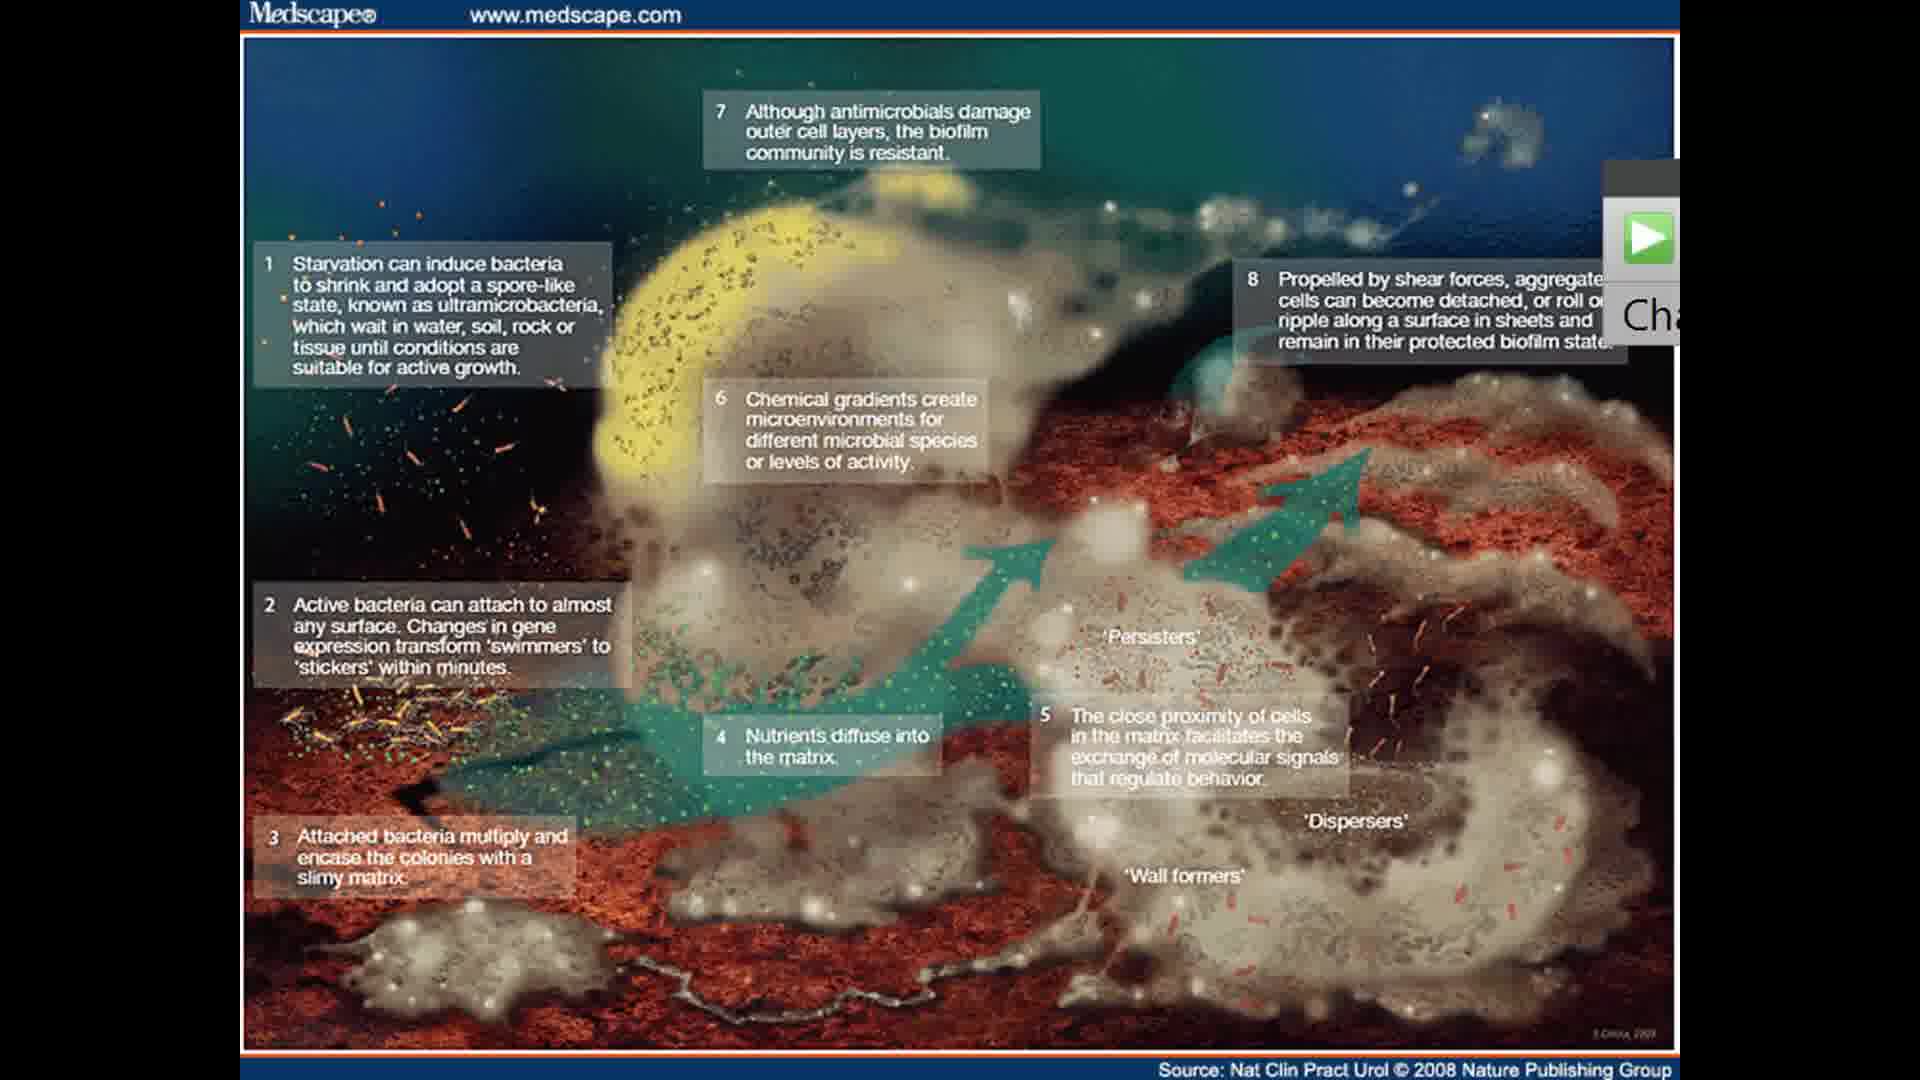 Medscape® www.medscape.com
7 Although antimicrobials damage
outer cell layers, the biofilm
community is resistant.
1 Starvation can induce bacteria
to shrink and adopt a spore-like
state, known as ultramicrobacteria,
which wait in water, soil, rock or
tissue until conditions are
suitable for active growth.
8 Propelled by shear forces, aggregate
cells can become detached, or roll
ripple along a surface in sheets and
remain in their protected biofilm state.
Cha
6 Chemical gradients create
microenvironments for
different microbial species
or levels of activity.
2 Active bacteria can attach to almost
any surface. Changes in gene
expression transform 'swimmers' to
'stickers' within minutes.
'Persisters'
4 Nutrients diffuse into
the matrix.
5 The close proximity of cells
in the matrix facilitates the
exchange of molecular signals
that regulate behavior.
'Dispersers'
3 Attached bacteria multiply and
encase the colonies with a
slimy matrix.
'Wall formers'
Source: Nat Clin Pract Urol © 2008 Nature Publishing Group